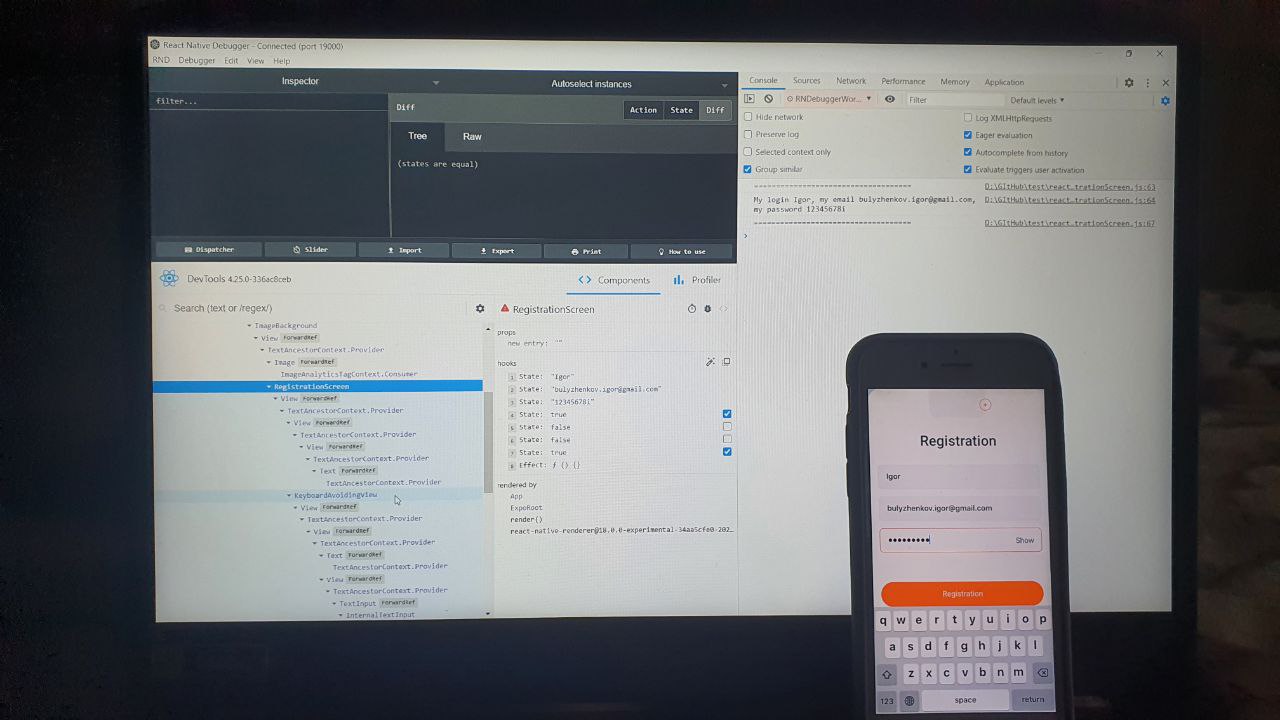 React Native Debugger - Connected (port 19000)
RND Debugger Edit View Help
Inspector
Autoselect instances
filter...
Diff
Action State Diff
Tree Raw
(states are equal)
Dispatcher Slider Import Export Print How to use
DevTools 4.25.0-336ac8ceb
Components Profiler
Search (text or /regex/)
ImageBackground
View ForwardRef
TextAncestorContext.Provider
Image ForwardRef
ImageAnalyticsTagContext.Consumer
RegistrationScreen
View ForwardRef
TextAncestorContext.Provider
View ForwardRef
TextAncestorContext.Provider
View ForwardRef
TextAncestorContext.Provider
Text ForwardRef
TextAncestorContext.Provider
KeyboardAvoidingView
View ForwardRef
TextAncestorContext.Provider
View ForwardRef
TextAncestorContext.Provider
Text ForwardRef
TextAncestorContext.Provider
View ForwardRef
TextAncestorContext.Provider
TextInput ForwardRef
InternalTextInput
RegistrationScreen
props
new entry: ""
hooks
1 State: "Igor"
2 State: "bulyzhenkov.igor@gmail.com"
3 State: "12345678i"
4 State: true
5 State: false
6 State: false
7 State: true
8 Effect: ƒ () {}
rendered by
App
ExpoRoot
render()
react-native-renderer@18.0.0-experimental-34aa5cfe0-202...
Console Sources Network Performance Memory Application
RNDebuggerWor... Filter Default levels
Hide network
Log XMLHttpRequests
Preserve log
Eager evaluation
Selected context only
Autocomplete from history
Group similar
Evaluate triggers user activation
------------------------------------ D:\GitHub\test\react…trationScreen.js:63
My login Igor, my email bulyzhenkov.igor@gmail.com, D:\GitHub\test\react…trationScreen.js:64
my password 12345678i
------------------------------------ D:\GitHub\test\react…trationScreen.js:67
Registration
Igor
bulyzhenkov.igor@gmail.com
••••••••• Show
Registration
q w e r t y u i o p
a s d f g h j k l
z x c v b n m
123 space return